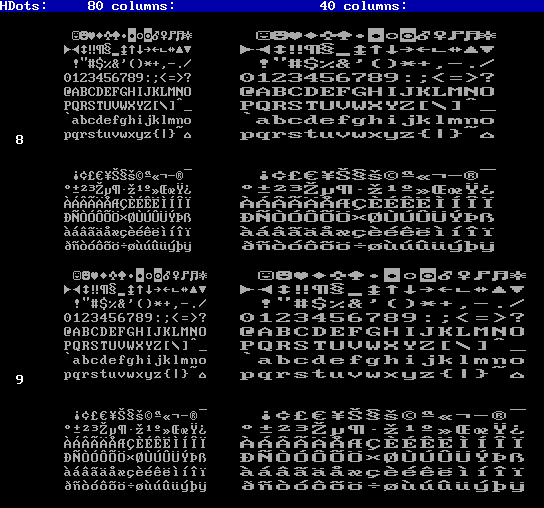 HDots: 80 columns: 40 columns:
☺☻♥♦♣♠•◘○◙♂♀♪♫☼ ☺☻♥♦♣♠•◘○◙♂♀♪♫☼
►◄↕‼¶§▬↨↑↓→←∟↔▲▼ ►◄↕‼¶§▬↨↑↓→←∟↔▲▼
!"#$%&'()*+,-./ !"#$%&'()*+,-./
0123456789:;<=>? 0123456789:;<=>?
@ABCDEFGHIJKLMNO @ABCDEFGHIJKLMNO
PQRSTUVWXYZ[\]^_ PQRSTUVWXYZ[\]^_
`abcdefghijklmno `abcdefghijklmno
pqrstuvwxyz{|}~⌂ pqrstuvwxyz{|}~⌂
8
¡¢£€¥Š§š©ª«¬-®¯ ¡¢£€¥Š§š©ª«¬-®¯
°±²³Žµ¶·ž¹º»ŒœŸ¿ °±²³Žµ¶·ž¹º»ŒœŸ¿
ÀÁÂÃÄÅÆÇÈÉÊËÌÍÎÏ ÀÁÂÃÄÅÆÇÈÉÊËÌÍÎÏ
ÐÑÒÓÔÕÖ×ØÙÚÛÜÝÞß ÐÑÒÓÔÕÖ×ØÙÚÛÜÝÞß
àáâãäåæçèéêëìíîï àáâãäåæçèéêëìíîï
ðñòóôõö÷øùúûüýþÿ ðñòóôõö÷øùúûüýþÿ
☺☻♥♦♣♠•◘○◙♂♀♪♫☼ ☺☻♥♦♣♠•◘○◙♂♀♪♫☼
►◄↕‼¶§▬↨↑↓→←∟↔▲▼ ►◄↕‼¶§▬↨↑↓→←∟↔▲▼
!"#$%&'()*+,-./ !"#$%&'()*+,-./
0123456789:;<=>? 0123456789:;<=>?
@ABCDEFGHIJKLMNO @ABCDEFGHIJKLMNO
PQRSTUVWXYZ[\]^_ PQRSTUVWXYZ[\]^_
`abcdefghijklmno `abcdefghijklmno
pqrstuvwxyz{|}~⌂ pqrstuvwxyz{|}~⌂
9
¡¢£€¥Š§š©ª«¬-®¯ ¡¢£€¥Š§š©ª«¬-®¯
°±²³Žµ¶·ž¹º»ŒœŸ¿ °±²³Žµ¶·ž¹º»ŒœŸ¿
ÀÁÂÃÄÅÆÇÈÉÊËÌÍÎÏ ÀÁÂÃÄÅÆÇÈÉÊËÌÍÎÏ
ÐÑÒÓÔÕÖ×ØÙÚÛÜÝÞß ÐÑÒÓÔÕÖ×ØÙÚÛÜÝÞß
àáâãäåæçèéêëìíîï àáâãäåæçèéêëìíîï
ðñòóôõö÷øùúûüýþÿ ðñòóôõö÷øùúûüýþÿ